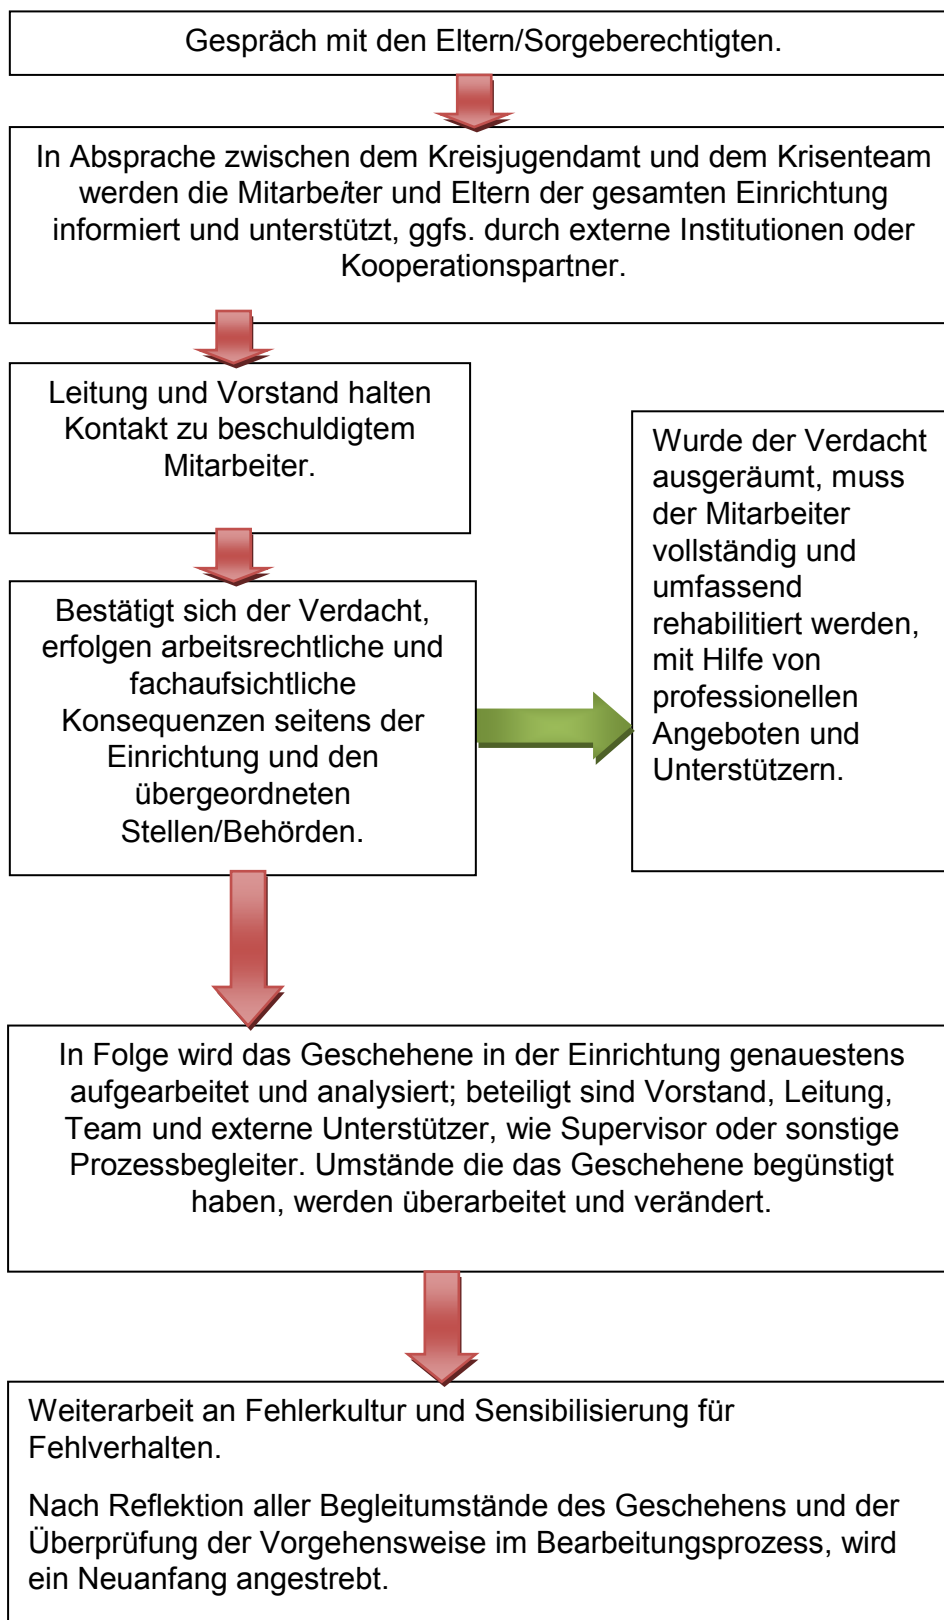 Gespräch mit den Eltern/Sorgeberechtigten.
In Absprache zwischen dem Kreisjugendamt und dem Krisenteam
werden die Mitarbeiter und Eltern der gesamten Einrichtung
informiert und unterstützt, ggfs. durch externe Institutionen oder
Kooperationspartner.
Leitung und Vorstand halten
Kontakt zu beschuldigtem
Mitarbeiter.
Bestätigt sich der Verdacht,
erfolgen arbeitsrechtliche und
fachaufsichtliche
Konsequenzen seitens der
Einrichtung und den
übergeordneten
Stellen/Behörden.
Wurde der Verdacht
ausgeräumt, muss
der Mitarbeiter
vollständig und
umfassend
rehabilitiert werden,
mit Hilfe von
professionellen
Angeboten und
Unterstützern.
In Folge wird das Geschehene in der Einrichtung genauestens
aufgearbeitet und analysiert; beteiligt sind Vorstand, Leitung,
Team und externe Unterstützer, wie Supervisor oder sonstige
Prozessbegleiter. Umstände die das Geschehene begünstigt
haben, werden überarbeitet und verändert.
Weiterarbeit an Fehlerkultur und Sensibilisierung für
Fehlverhalten.
Nach Reflektion aller Begleitumstände des Geschehens und der
Überprüfung der Vorgehensweise im Bearbeitungsprozess, wird
ein Neuanfang angestrebt.